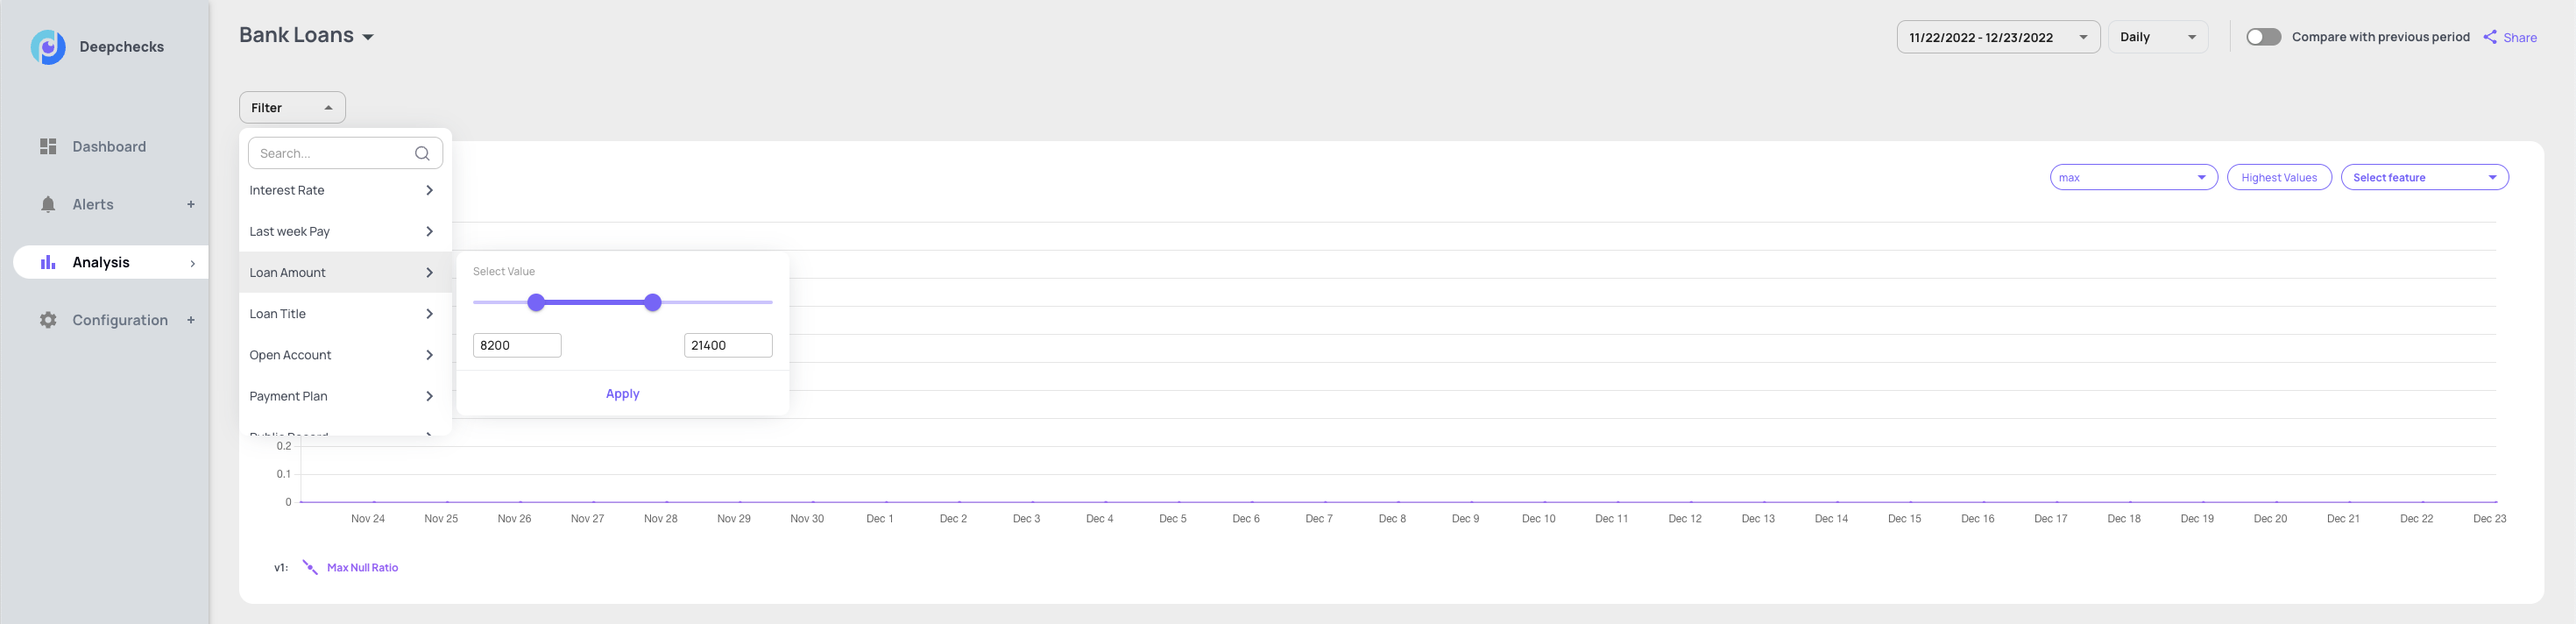 Deepchecks
Dashboard
Alerts +
Analysis
Configuration +
Bank Loans
11/22/2022 - 12/23/2022
Daily
Compare with previous period
Share
Filter
Search...
Interest Rate
Last week Pay
Loan Amount
Loan Title
Open Account
Payment Plan
Public Record
Select Value
8200
21400
Apply
max
Highest Values
Select feature
0.2
0.1
0
Nov 24 Nov 25 Nov 26 Nov 27 Nov 28 Nov 29 Nov 30 Dec 1 Dec 2 Dec 3 Dec 4 Dec 5 Dec 6 Dec 7 Dec 8 Dec 9 Dec 10 Dec 11 Dec 12 Dec 13 Dec 14 Dec 15 Dec 16 Dec 17 Dec 18 Dec 19 Dec 20 Dec 21 Dec 22 Dec 23
v1: Max Null Ratio